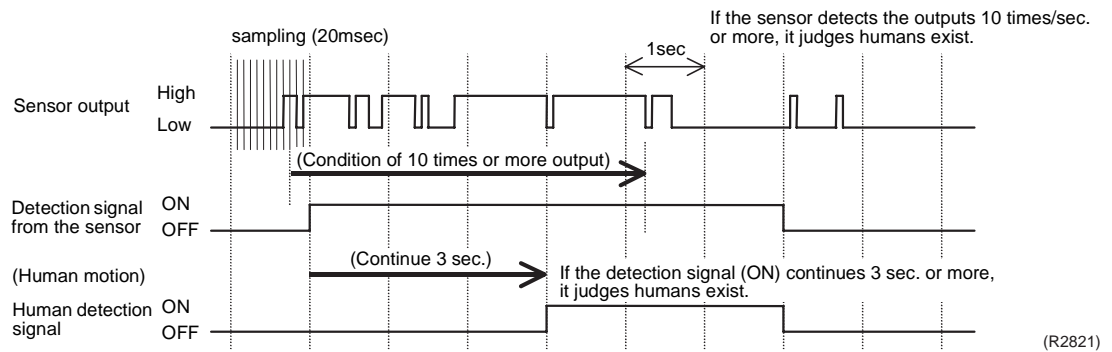 If the sensor detects the outputs 10 times/sec.
or more, it judges humans exist.
sampling (20msec)
1sec
Sensor output
High
Low
(Condition of 10 times or more output)
Detection signal
from the sensor
ON
OFF
(Human motion)
(Continue 3 sec.)
If the detection signal (ON) continues 3 sec. or more,
it judges humans exist.
Human detection
signal
ON
OFF
(R2821)